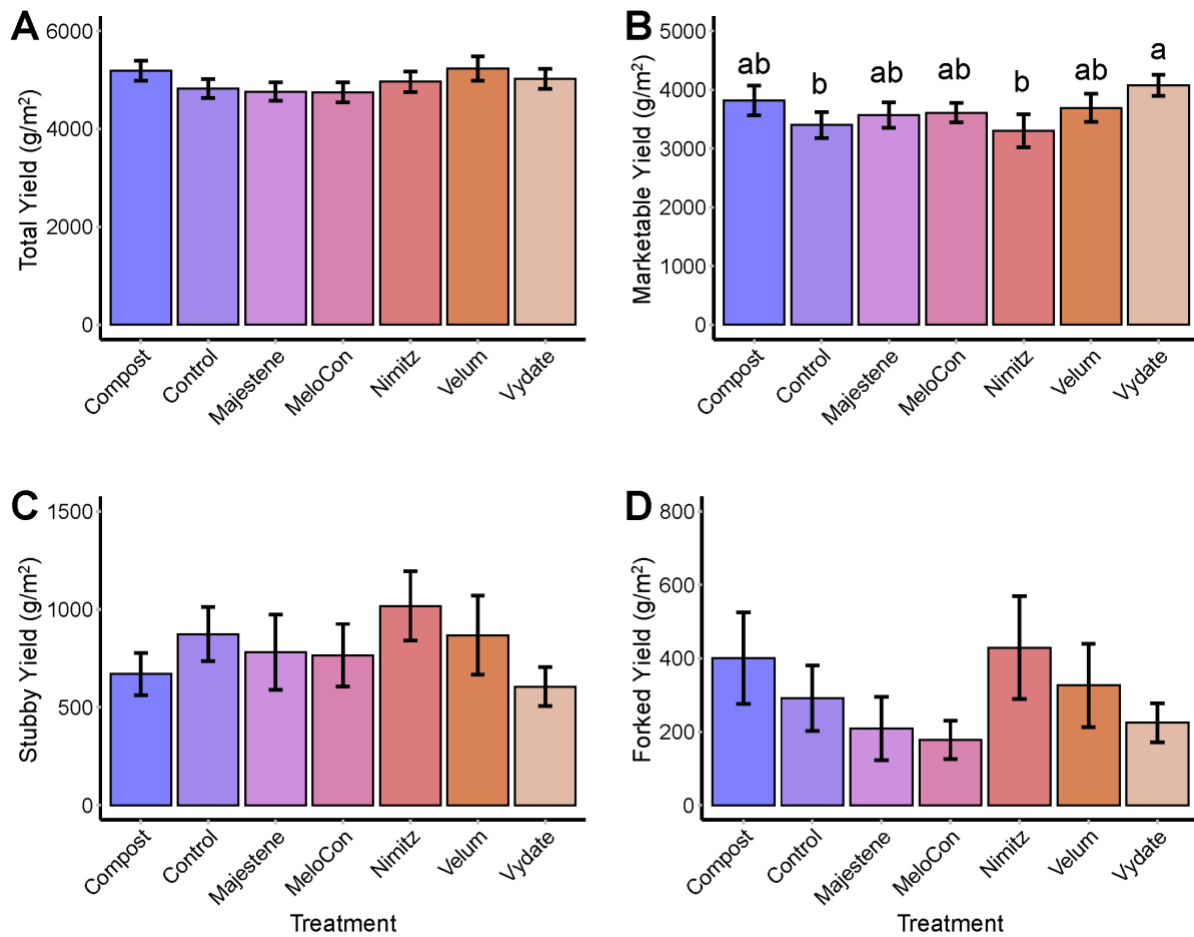 A
Total Yield (g/m²)
6000
4000
2000
0
Compost
Control
Majestene
MeloCon
Nimitz
Velum
Vydate
B
Marketable Yield (g/m²)
5000
4000
3000
2000
1000
0
ab
b
ab
ab
b
ab
a
Compost
Control
Majestene
MeloCon
Nimitz
Velum
Vydate
C
Stubby Yield (g/m²)
1500
1000
500
0
Compost
Control
Majestene
MeloCon
Nimitz
Velum
Vydate
Treatment
D
Forked Yield (g/m²)
800
600
400
200
0
Compost
Control
Majestene
MeloCon
Nimitz
Velum
Vydate
Treatment